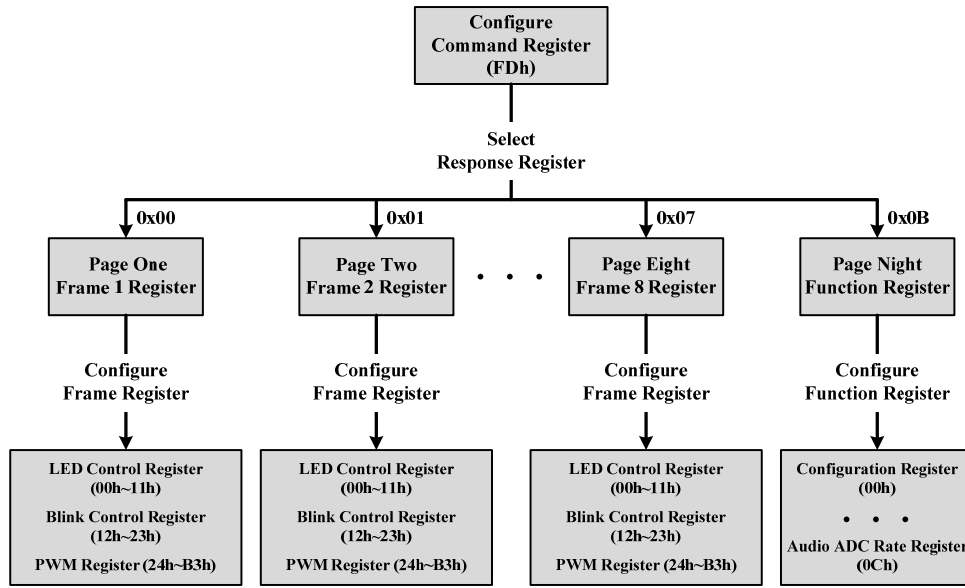 Configure
Command Register
(FDh)
Select
Response Register
0x00
0x01
0x07
0x0B
Page One
Frame 1 Register
Page Two
Frame 2 Register
. . .
Page Eight
Frame 8 Register
Page Night
Function Register
Configure
Frame Register
Configure
Frame Register
Configure
Frame Register
Configure
Function Register
LED Control Register
(00h~11h)
Blink Control Register
(12h~23h)
PWM Register (24h~B3h)
LED Control Register
(00h~11h)
Blink Control Register
(12h~23h)
PWM Register (24h~B3h)
LED Control Register
(00h~11h)
Blink Control Register
(12h~23h)
PWM Register (24h~B3h)
Configuration Register
(00h)
. . .
Audio ADC Rate Register
(0Ch)